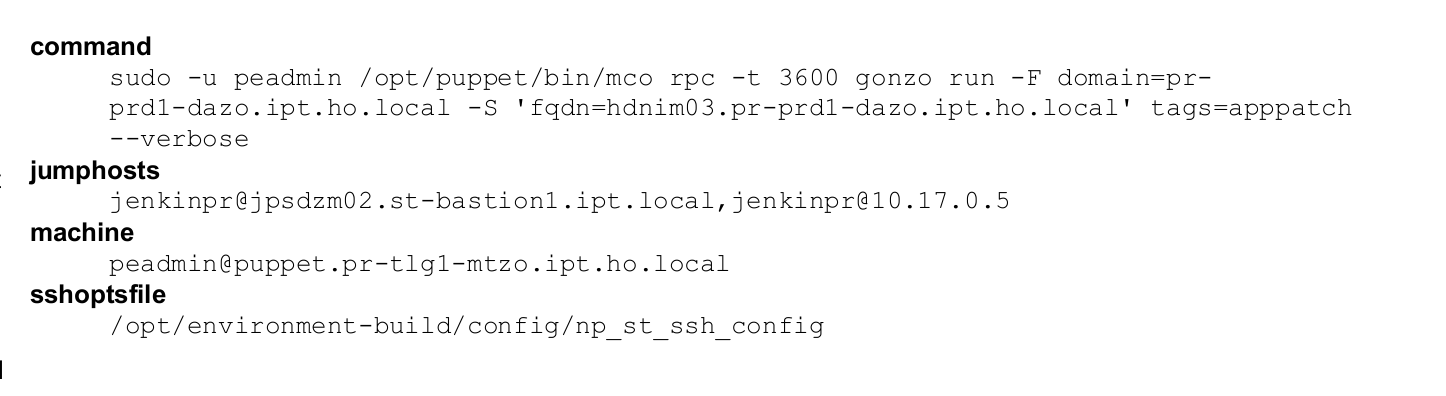 command
sudo -u peadmin /opt/puppet/bin/mco rpc -t 3600 gonzo run -F domain=pr-
prd1-dazo.ipt.ho.local -S 'fqdn=hdnim03.pr-prd1-dazo.ipt.ho.local' tags=apppatch
--verbose
jumphosts
jenkinpr@jpsdzm02.st-bastion1.ipt.local,jenkinpr@10.17.0.5
machine
peadmin@puppet.pr-tlg1-mtzo.ipt.ho.local
sshoptsfile
/opt/environment-build/config/np_st_ssh_config